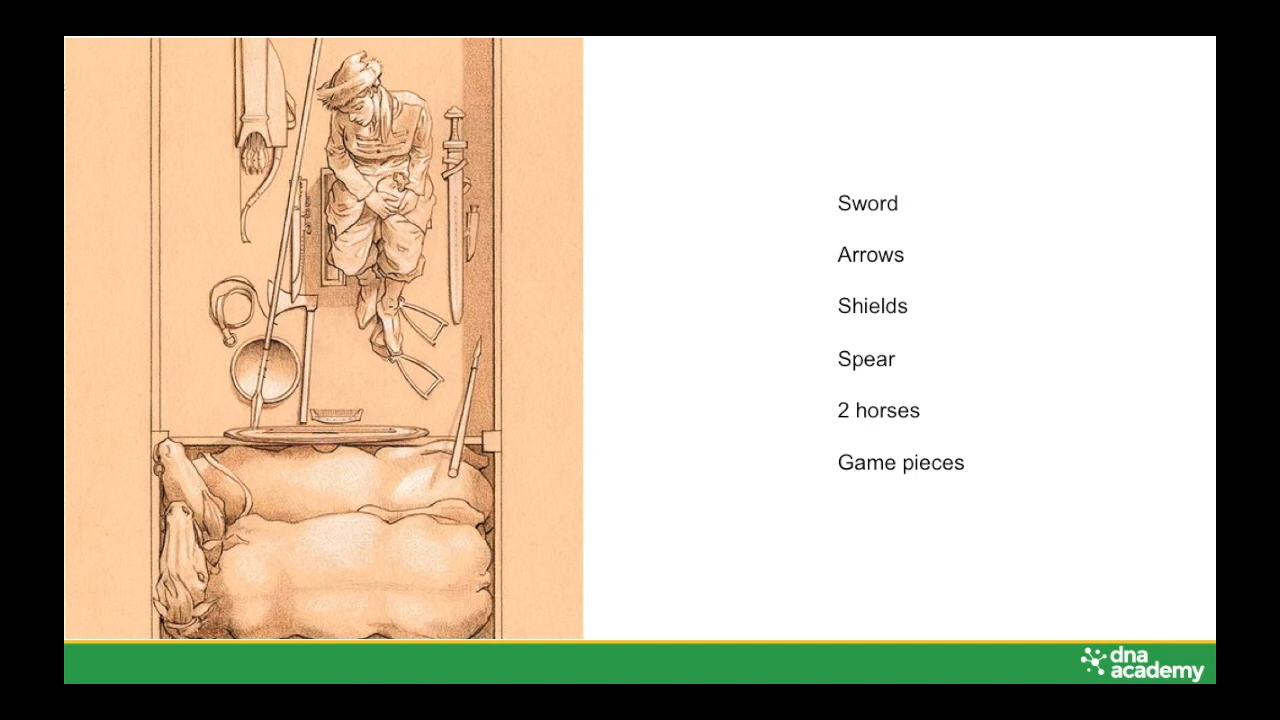 Sword
Arrows
Shields
Spear
2 horses
Game pieces
dna
academy